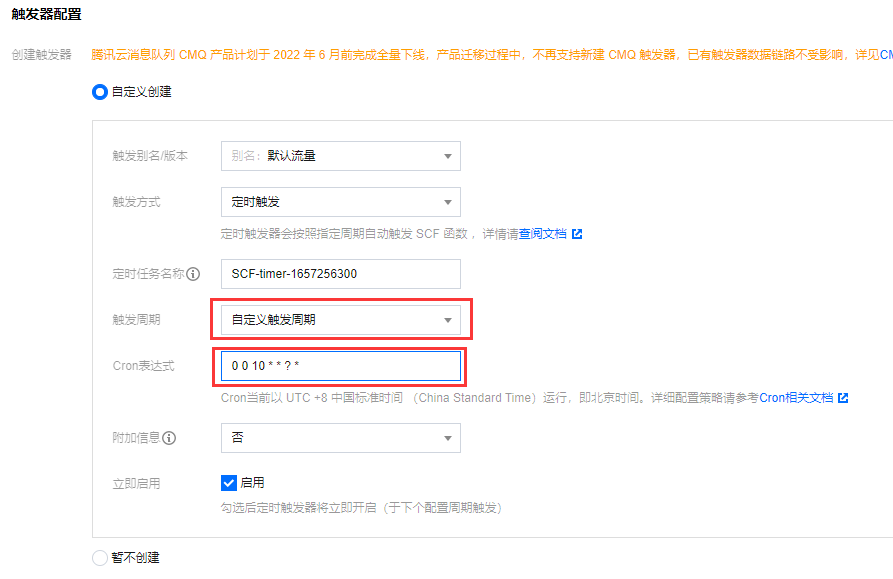 触发器配置
创建触发器 腾讯云消息队列 CMQ 产品计划于 2022 年 6 月前完成全量下线，产品迁移过程中，不再支持新建 CMQ 触发器，已有触发器数据链路不受影响，详见CM
自定义创建
触发别名/版本 别名：默认流量
触发方式 定时触发
定时触发器会按照指定周期自动触发 SCF 函数 ，详情请查阅文档
定时任务名称 SCF-timer-1657256300
触发周期 自定义触发周期
Cron表达式 0 0 10 * * ? *
Cron当前以 UTC +8 中国标准时间 （China Standard Time）运行，即北京时间。详细配置策略请参考Cron相关文档
附加信息 否
立即启用 启用
勾选后定时触发器将立即开启（于下个配置周期触发）
暂不创建